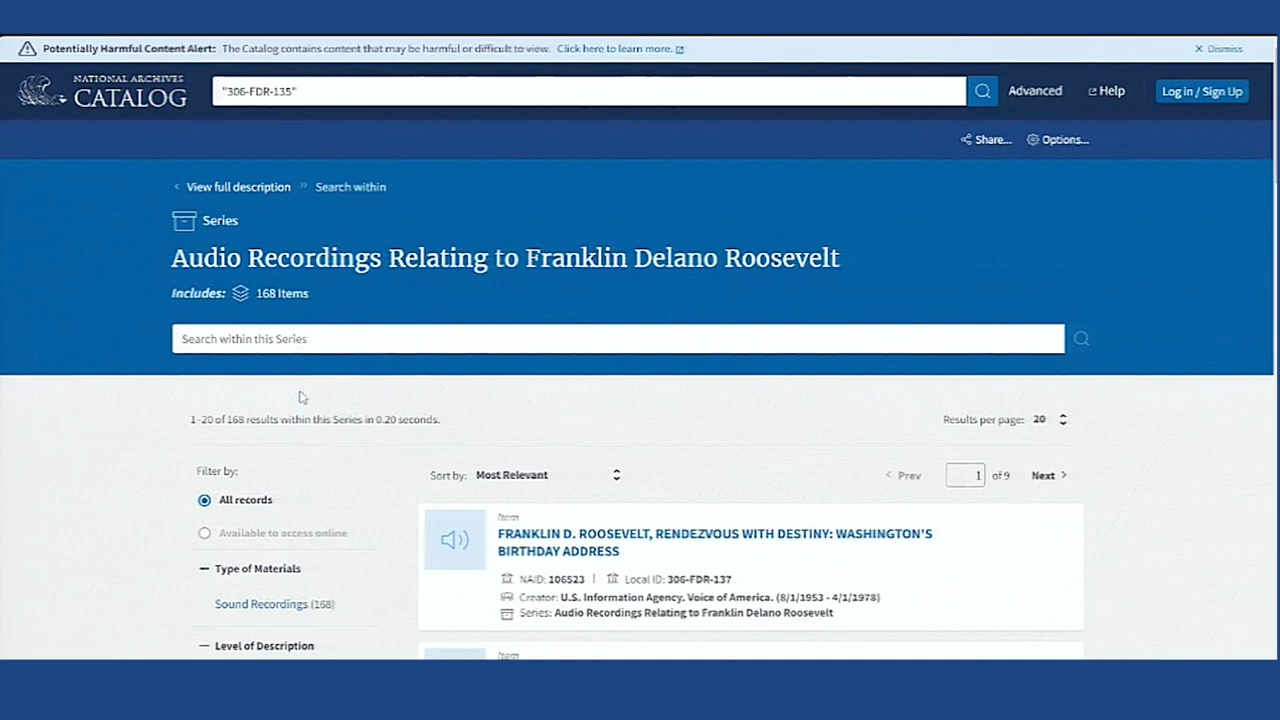 Potentially Harmful Content Alert: The Catalog contains content that may be harmful or difficult to view. Click here to learn more.
Dismiss
NATIONAL ARCHIVES
CATALOG
"306-FDR-135"
Advanced
Help
Log in / Sign Up
Share...
Options...
View full description
Search within
Series
Audio Recordings Relating to Franklin Delano Roosevelt
Includes: 168 Items
Search within this Series
1–20 of 168 results within this Series in 0.20 seconds.
Results per page: 20
Filter by:
Sort by: Most Relevant
< Prev 1 of 9 Next >
All records
Available to access online
Type of Materials
Sound Recordings (168)
Level of Description
Item
FRANKLIN D. ROOSEVELT, RENDEZVOUS WITH DESTINY: WASHINGTON'S
BIRTHDAY ADDRESS
NAID: 106523 | Local ID: 306-FDR-137
Creator: U.S. Information Agency. Voice of America. (8/1/1953 - 4/1/1978)
Series: Audio Recordings Relating to Franklin Delano Roosevelt
Item